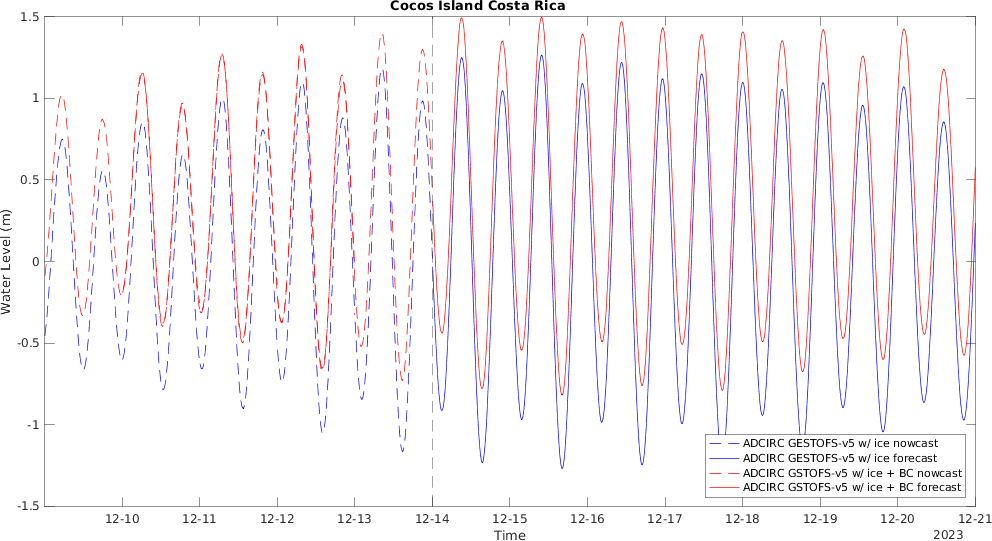 Cocos Island Costa Rica
1.5
1
0.5
0
-0.5
-1
-1.5
Water Level (m)
ADCIRC GESTOFS-v5 w/ ice nowcast
ADCIRC GESTOFS-v5 w/ ice forecast
ADCIRC GSTOFS-v5 w/ ice + BC nowcast
ADCIRC GSTOFS-v5 w/ ice + BC forecast
12-10 12-11 12-12 12-13 12-14 12-15 12-16 12-17 12-18 12-19 12-20 12-21
Time
2023